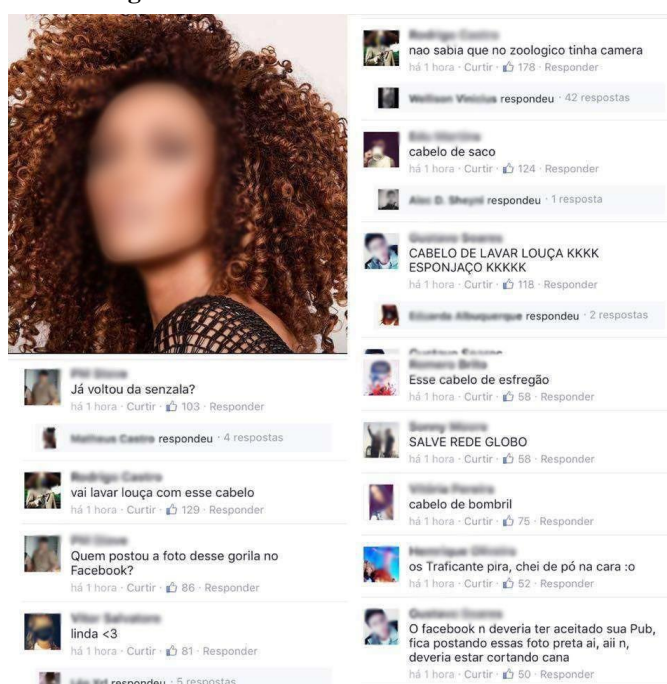 Já voltou da senzala?
há 1 hora · Curtir · 103 · Responder
respondeu · 4 respostas
vai lavar louça com esse cabelo
há 1 hora · Curtir · 129 · Responder
Quem postou a foto desse gorila no
Facebook?
há 1 hora · Curtir · 86 · Responder
linda <3
há 1 hora · Curtir · 81 · Responder
respondeu · 5 respostas
nao sabia que no zoologico tinha camera
há 1 hora · Curtir · 178 · Responder
respondeu · 42 respostas
cabelo de saco
há 1 hora · Curtir · 124 · Responder
respondeu · 1 resposta
CABELO DE LAVAR LOUÇA KKKK
ESPONJAÇO KKKKK
há 1 hora · Curtir · 118 · Responder
respondeu · 2 respostas
Esse cabelo de esfregão
há 1 hora · Curtir · 58 · Responder
SALVE REDE GLOBO
há 1 hora · Curtir · 58 · Responder
cabelo de bombril
há 1 hora · Curtir · 75 · Responder
os Traficante pira, chei de pó na cara :o
há 1 hora · Curtir · 52 · Responder
O facebook n deveria ter aceitado sua Pub,
fica postando essas foto preta ai, aii n,
deveria estar cortando cana
há 1 hora · Curtir · 50 · Responder